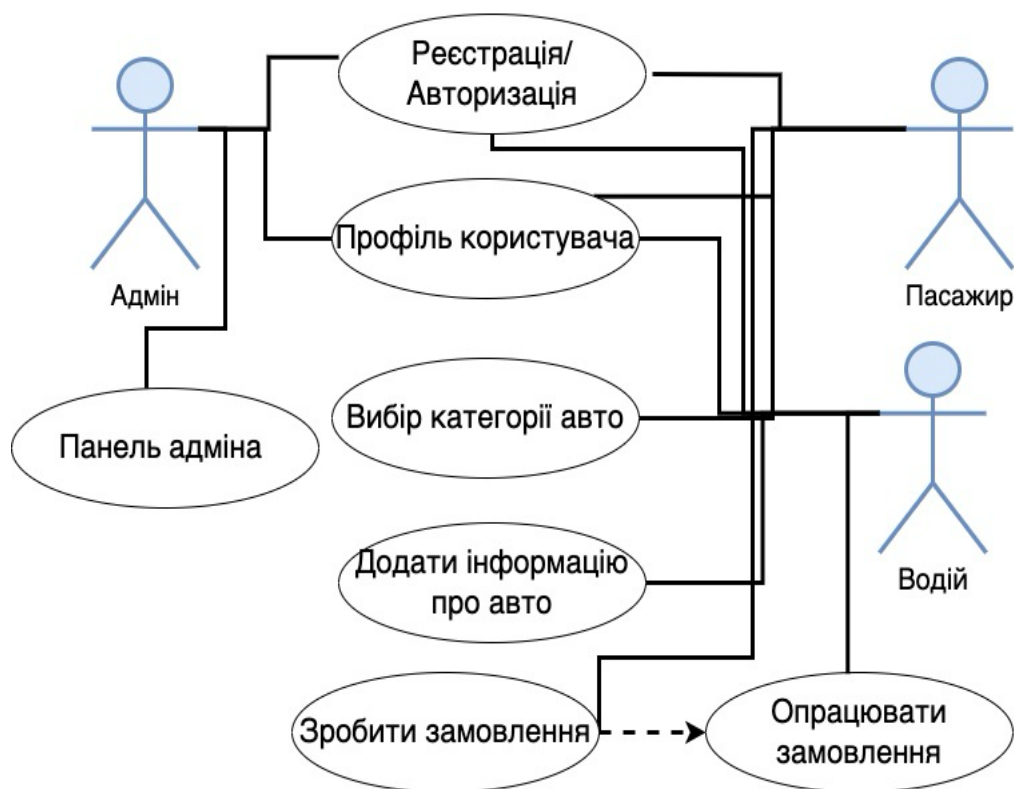 Реєстрація/
Авторизація
Профіль користувача
Адмін
Пасажир
Вибір категорії авто
Панель адміна
Додати інформацію
про авто
Водій
Зробити замовлення
Опрацювати
замовлення